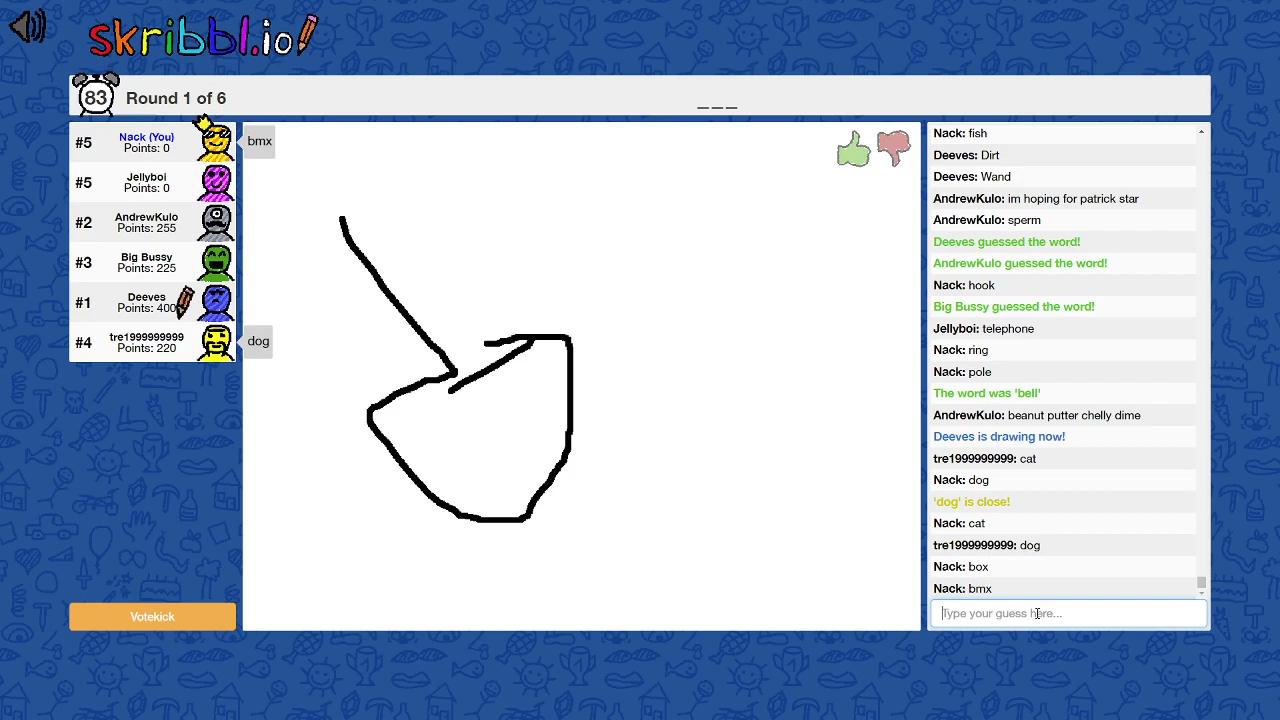 skribbl.io
83
Round 1 of 6
_ _ _
#5
Nack (You)
Points: 0
bmx
#5
Jellyboi
Points: 0
#2
AndrewKulo
Points: 255
#3
Big Bussy
Points: 225
#1
Deeves
Points: 400
#4
tre1999999999
Points: 220
dog
Votekick
Nack: fish
Deeves: Dirt
Deeves: Wand
AndrewKulo: im hoping for patrick star
AndrewKulo: sperm
Deeves guessed the word!
AndrewKulo guessed the word!
Nack: hook
Big Bussy guessed the word!
Jellyboi: telephone
Nack: ring
Nack: pole
The word was 'bell'
AndrewKulo: beanut putter chelly dime
Deeves is drawing now!
tre1999999999: cat
Nack: dog
'dog' is close!
Nack: cat
tre1999999999: dog
Nack: box
Nack: bmx
Type your guess here...